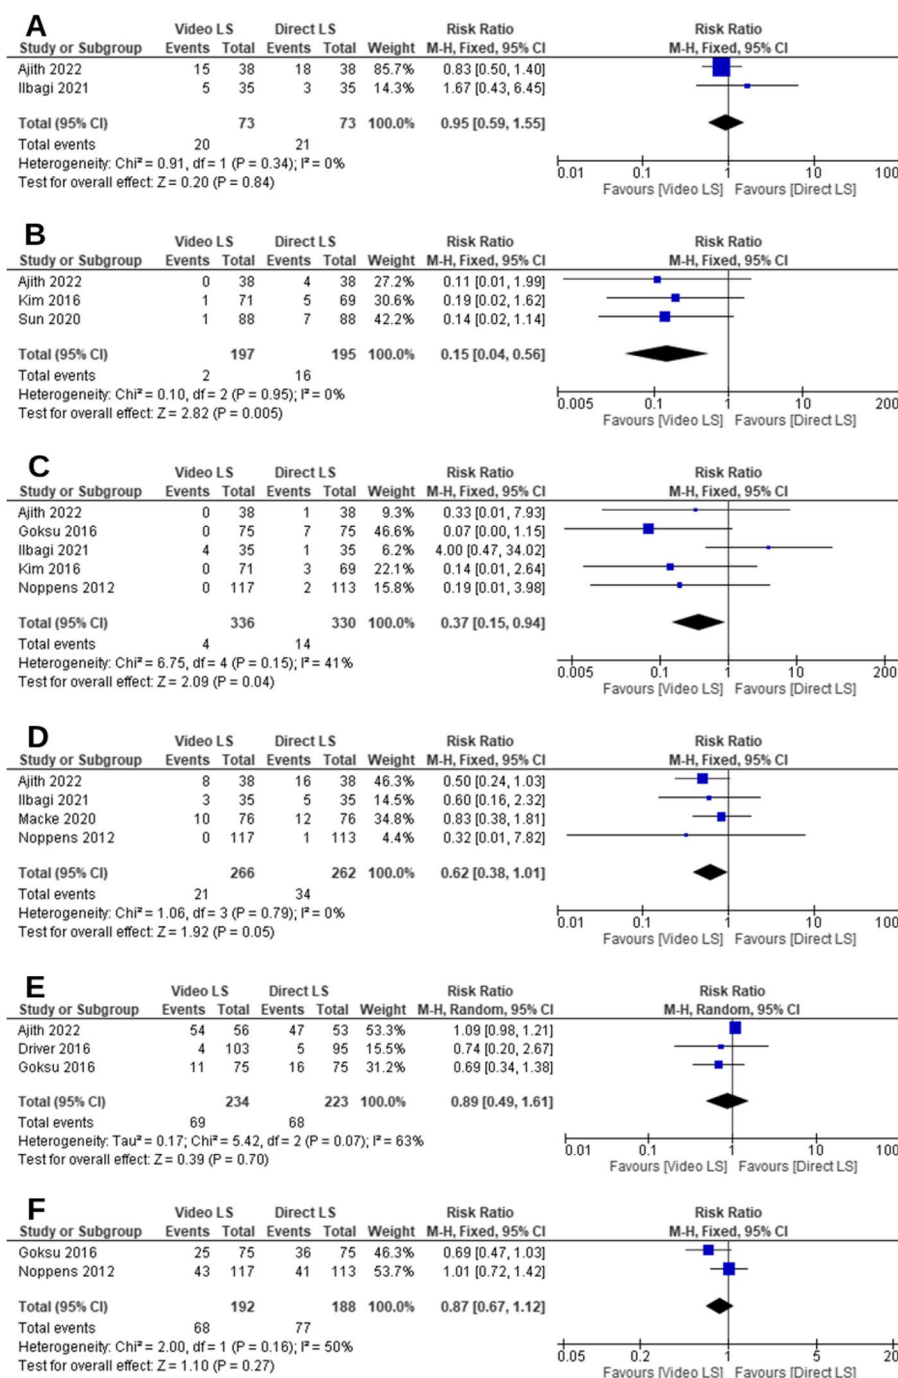 A
Video LS Direct LS Risk Ratio Risk Ratio
Study or Subgroup Events Total Events Total Weight M-H, Fixed, 95% CI M-H, Fixed, 95% CI
Ajith 2022 15 38 18 38 85.7% 0.83 [0.50, 1.40]
Ilbagi 2021 5 35 3 35 14.3% 1.67 [0.43, 6.45]
Total (95% CI) 73 73 100.0% 0.95 [0.59, 1.55]
Total events 20 21
Heterogeneity: Chi² = 0.91, df = 1 (P = 0.34); I² = 0%
Test for overall effect: Z = 0.20 (P = 0.84)
0.01 0.1 1 10 100
Favours [Video LS] Favours [Direct LS]
B
Video LS Direct LS Risk Ratio Risk Ratio
Study or Subgroup Events Total Events Total Weight M-H, Fixed, 95% CI M-H, Fixed, 95% CI
Ajith 2022 0 38 4 38 27.2% 0.11 [0.01, 1.99]
Kim 2016 1 71 5 69 30.6% 0.19 [0.02, 1.62]
Sun 2020 1 88 7 88 42.2% 0.14 [0.02, 1.14]
Total (95% CI) 197 195 100.0% 0.15 [0.04, 0.56]
Total events 2 16
Heterogeneity: Chi² = 0.10, df = 2 (P = 0.95); I² = 0%
Test for overall effect: Z = 2.82 (P = 0.005)
0.005 0.1 1 10 200
Favours [Video LS] Favours [Direct LS]
C
Video LS Direct LS Risk Ratio Risk Ratio
Study or Subgroup Events Total Events Total Weight M-H, Fixed, 95% CI M-H, Fixed, 95% CI
Ajith 2022 0 38 1 38 9.3% 0.33 [0.01, 7.93]
Goksu 2016 0 75 7 75 46.6% 0.07 [0.00, 1.15]
Ilbagi 2021 4 35 1 35 6.2% 4.00 [0.47, 34.02]
Kim 2016 0 71 3 69 22.1% 0.14 [0.01, 2.64]
Noppens 2012 0 117 2 113 15.8% 0.19 [0.01, 3.98]
Total (95% CI) 336 330 100.0% 0.37 [0.15, 0.94]
Total events 4 14
Heterogeneity: Chi² = 6.75, df = 4 (P = 0.15); I² = 41%
Test for overall effect: Z = 2.09 (P = 0.04)
0.005 0.1 1 10 200
Favours [Video LS] Favours [Direct LS]
D
Video LS Direct LS Risk Ratio Risk Ratio
Study or Subgroup Events Total Events Total Weight M-H, Fixed, 95% CI M-H, Fixed, 95% CI
Ajith 2022 8 38 16 38 46.3% 0.50 [0.24, 1.03]
Ilbagi 2021 3 35 5 35 14.5% 0.60 [0.16, 2.32]
Macke 2020 10 76 12 76 34.8% 0.83 [0.38, 1.81]
Noppens 2012 0 117 1 113 4.4% 0.32 [0.01, 7.82]
Total (95% CI) 266 262 100.0% 0.62 [0.38, 1.01]
Total events 21 34
Heterogeneity: Chi² = 1.06, df = 3 (P = 0.79); I² = 0%
Test for overall effect: Z = 1.92 (P = 0.05)
0.01 0.1 1 10 100
Favours [Video LS] Favours [Direct LS]
E
Video LS Direct LS Risk Ratio Risk Ratio
Study or Subgroup Events Total Events Total Weight M-H, Random, 95% CI M-H, Random, 95% CI
Ajith 2022 54 56 47 53 53.3% 1.09 [0.98, 1.21]
Driver 2016 4 103 5 95 15.5% 0.74 [0.20, 2.67]
Goksu 2016 11 75 16 75 31.2% 0.69 [0.34, 1.38]
Total (95% CI) 234 223 100.0% 0.89 [0.49, 1.61]
Total events 69 68
Heterogeneity: Tau² = 0.17; Chi² = 5.42, df = 2 (P = 0.07); I² = 63%
Test for overall effect: Z = 0.39 (P = 0.70)
0.01 0.1 1 10 100
Favours [Video LS] Favours [Direct LS]
F
Video LS Direct LS Risk Ratio Risk Ratio
Study or Subgroup Events Total Events Total Weight M-H, Fixed, 95% CI M-H, Fixed, 95% CI
Goksu 2016 25 75 36 75 46.3% 0.69 [0.47, 1.03]
Noppens 2012 43 117 41 113 53.7% 1.01 [0.72, 1.42]
Total (95% CI) 192 188 100.0% 0.87 [0.67, 1.12]
Total events 68 77
Heterogeneity: Chi² = 2.00, df = 1 (P = 0.16); I² = 50%
Test for overall effect: Z = 1.10 (P = 0.27)
0.05 0.2 1 5 20
Favours [Video LS] Favours [Direct LS]